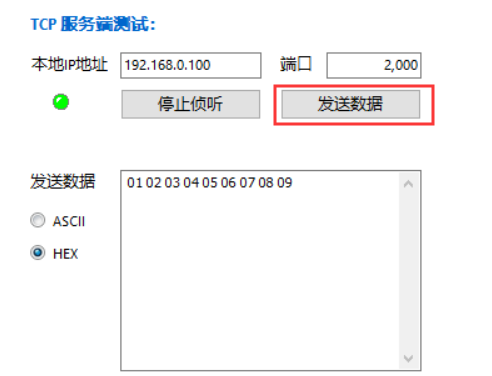 TCP 服务端测试：
本地IP地址 192.168.0.100 端口 2,000
停止侦听 发送数据
发送数据 01 02 03 04 05 06 07 08 09
ASCII
HEX